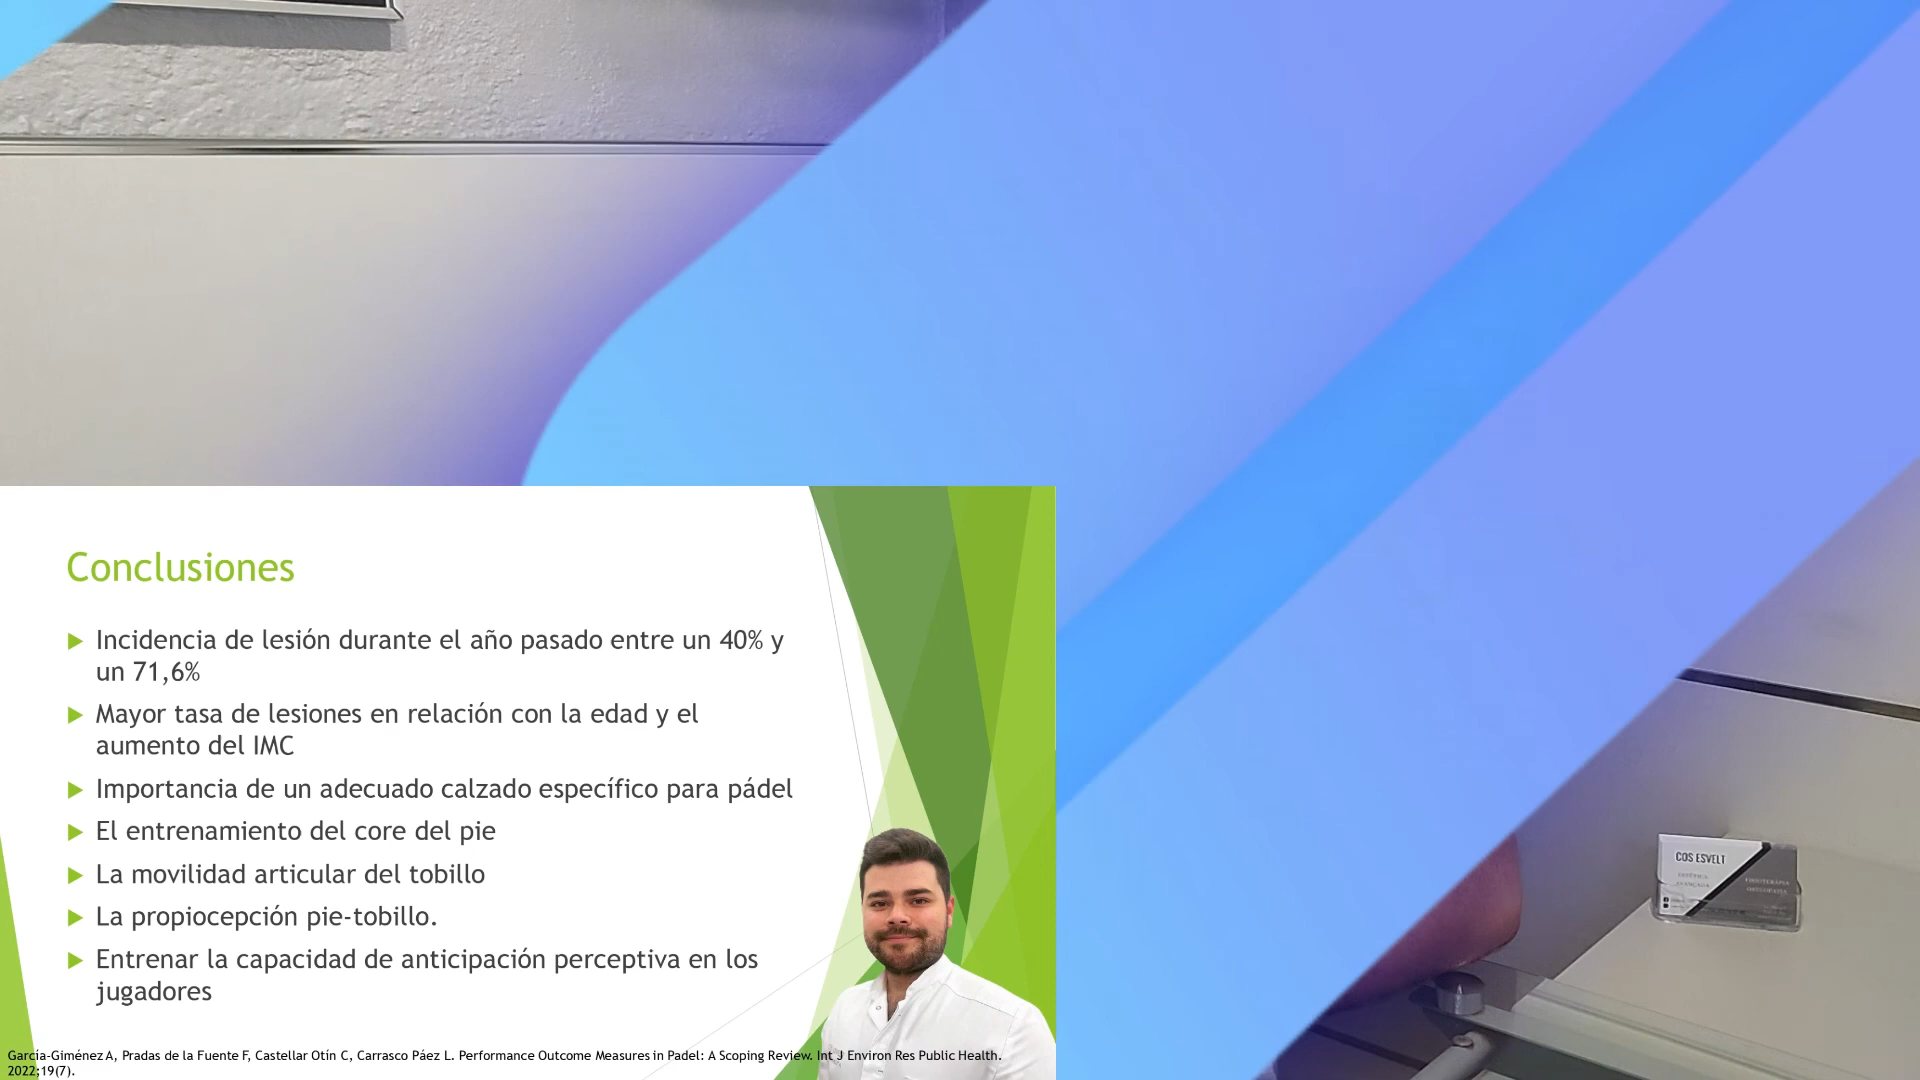 Conclusiones
Incidencia de lesión durante el año pasado entre un 40% y
un 71,6%
Mayor tasa de lesiones en relación con la edad y el
aumento del IMC
Importancia de un adecuado calzado específico para pádel
El entrenamiento del core del pie
La movilidad articular del tobillo
La propiocepción pie-tobillo.
Entrenar la capacidad de anticipación perceptiva en los
jugadores
García-Giménez A, Pradas de la Fuente F, Castellar Otín C, Carrasco Páez L. Performance Outcome Measures in Padel: A Scoping Review. Int J Environ Res Public Health.
2022;19(7).
COS ESVELT